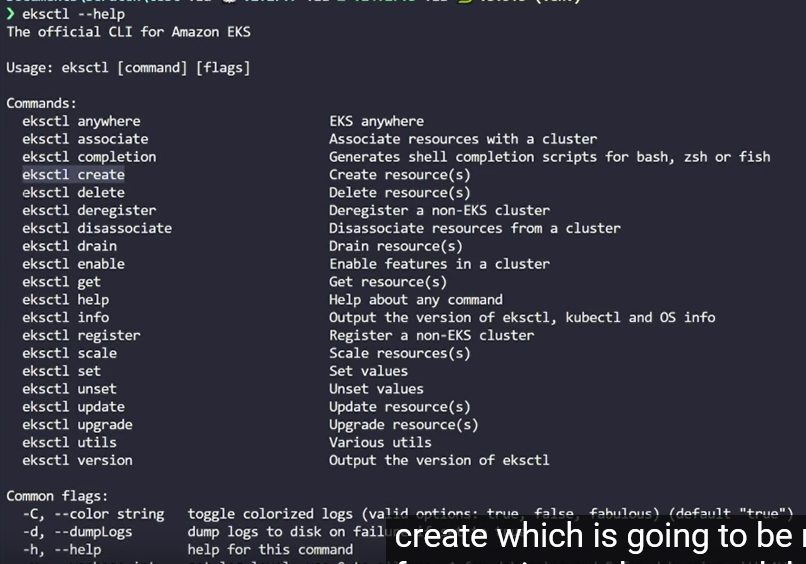 ❯ eksctl --help
The official CLI for Amazon EKS
Usage: eksctl [command] [flags]
Commands:
eksctl anywhere EKS anywhere
eksctl associate Associate resources with a cluster
eksctl completion Generates shell completion scripts for bash, zsh or fish
eksctl create Create resource(s)
eksctl delete Delete resource(s)
eksctl deregister Deregister a non-EKS cluster
eksctl disassociate Disassociate resources from a cluster
eksctl drain Drain resource(s)
eksctl enable Enable features in a cluster
eksctl get Get resource(s)
eksctl help Help about any command
eksctl info Output the version of eksctl, kubectl and OS info
eksctl register Register a non-EKS cluster
eksctl scale Scale resources(s)
eksctl set Set values
eksctl unset Unset values
eksctl update Update resource(s)
eksctl upgrade Upgrade resource(s)
eksctl utils Various utils
eksctl version Output the version of eksctl
Common flags:
-C, --color string toggle colorized logs (valid options: true, false, fabulous) (default "true")
-d, --dumpLogs dump logs to disk on
-h, --help help for this command
create which is going to be